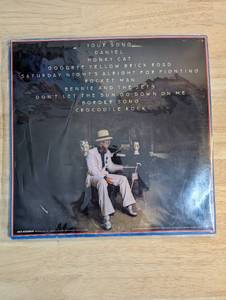 YOUR SONG
DANIEL
HONKY CAT
GOODBYE YELLOW BRICK ROAD
SATURDAY NIGHT'S ALRIGHT FOR FIGHTING
ROCKET MAN
BENNIE AND THE JETS
DON'T LET THE SUN GO DOWN ON ME
BORDER SONG
CROCODILE ROCK